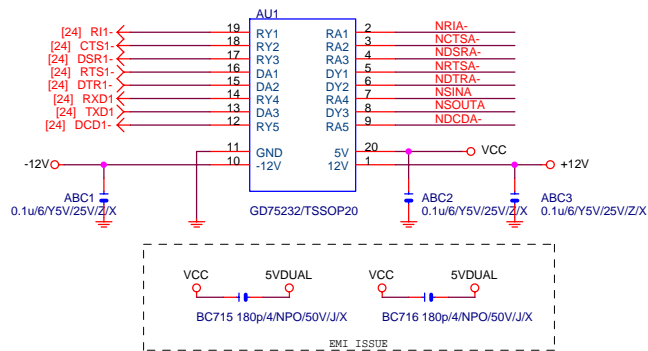 AU1
[24] RI1- 19 RY1 RA1 2 NRIA-
[24] CTS1- 18 RY2 RA2 3 NCTSA-
[24] DSR1- 17 RY3 RA3 4 NDSRA-
[24] RTS1- 16 DA1 DY1 5 NRTSA-
[24] DTR1- 15 DA2 DY2 6 NDTRA-
[24] RXD1 14 RY4 RA4 7 NSINA
[24] TXD1 13 DA3 DY3 8 NSOUTA
[24] DCD1- 12 RY5 RA5 9 NDCDA-
11 GND 5V 20 VCC
-12V 10 -12V 12V 1 +12V
ABC1
0.1u/6/Y5V/25V/Z/X
GD75232/TSSOP20
ABC2
0.1u/6/Y5V/25V/Z/X
ABC3
0.1u/6/Y5V/25V/Z/X
VCC 5VDUAL VCC 5VDUAL
BC715 180p/4/NPO/50V/J/X BC716 180p/4/NPO/50V/J/X
EMI ISSUE